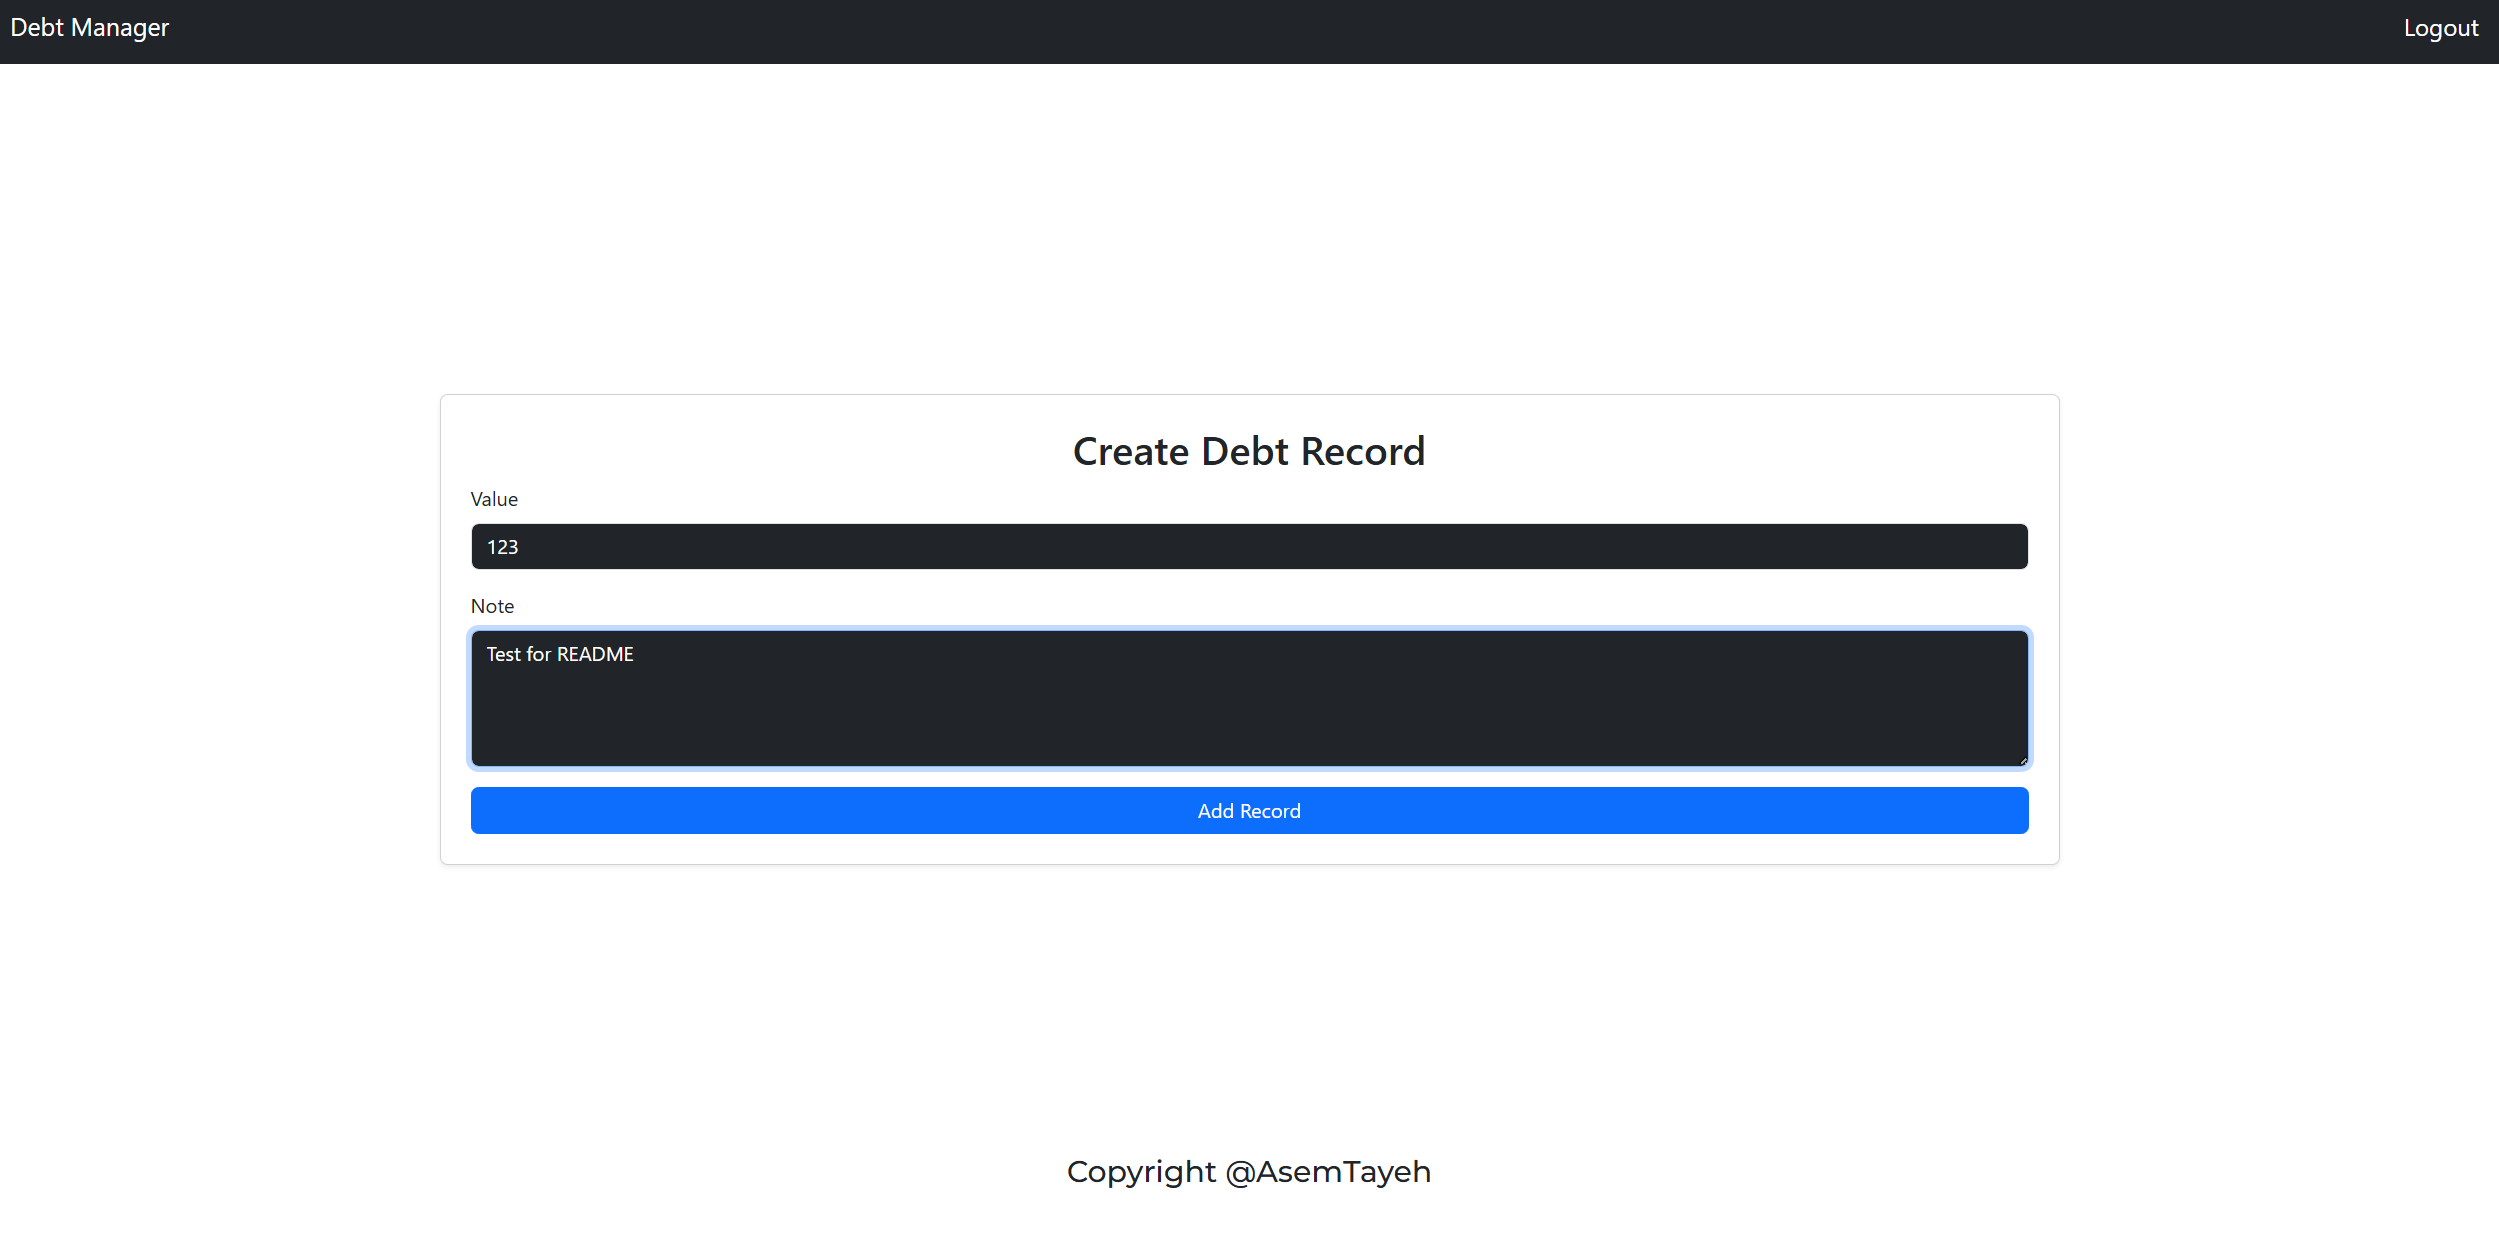 Debt Manager
Logout
Create Debt Record
Value
123
Note
Test for README
Add Record
Copyright @AsemTayeh